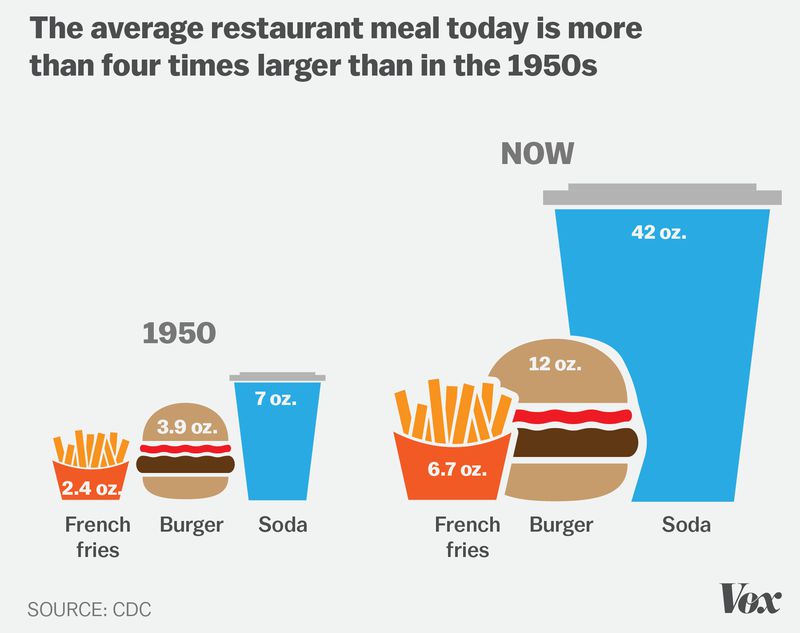 The average restaurant meal today is more
than four times larger than in the 1950s
NOW
42 oz.
1950
12 oz.
7 oz.
3.9 oz.
6.7 oz.
2.4 oz.
French
fries
Burger
Soda
French
fries
Burger
Soda
SOURCE: CDC
Vox